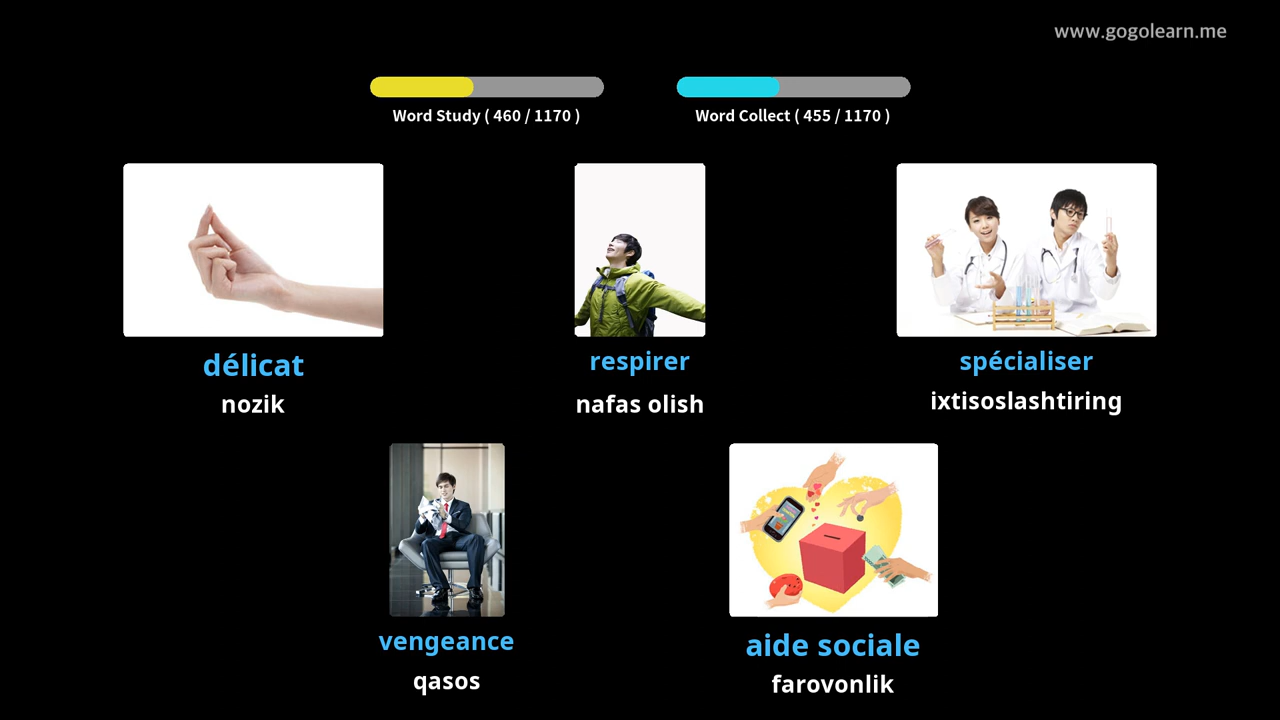 www.gogolearn.me
Word Study ( 460 / 1170 )
Word Collect ( 455 / 1170 )
délicat
nozik
respirer
nafas olish
spécialiser
ixtisoslashtiring
vengeance
qasos
aide sociale
farovonlik